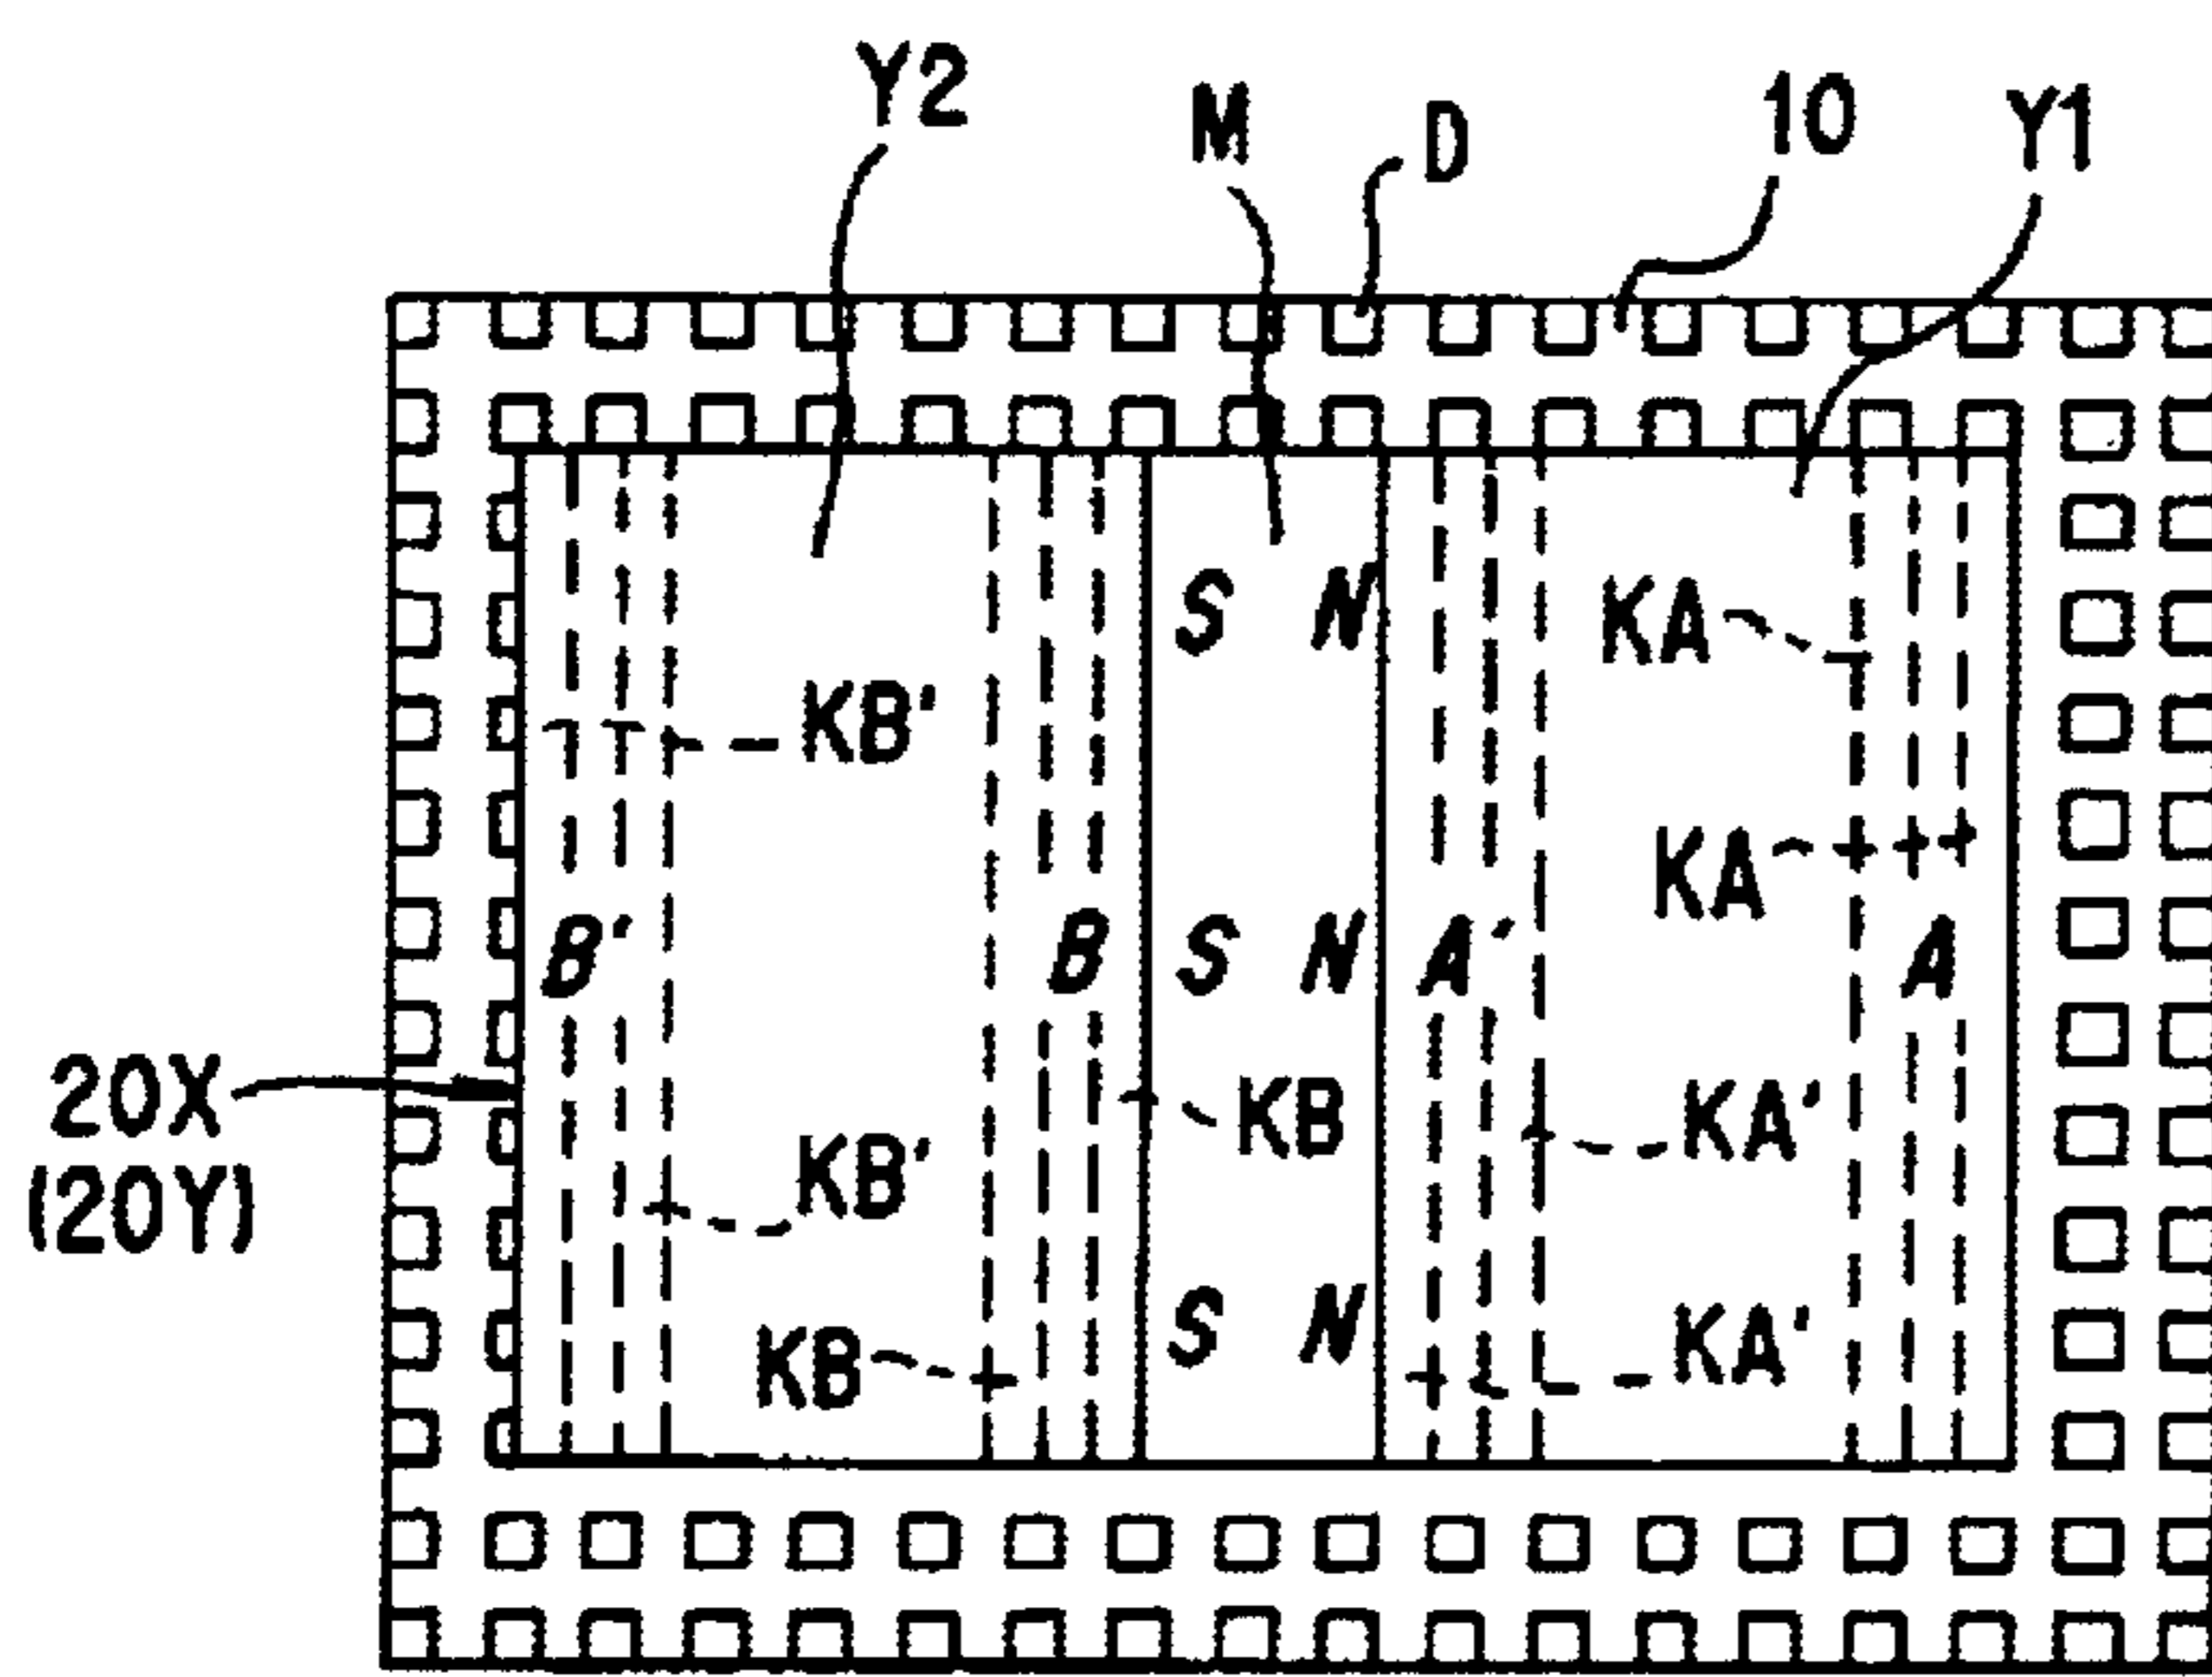 Y2 M D 10 Y1
S N KA
KB'
KA
B' B S N A' A
20X KB KA'
(20Y) KB'
KB S N KA'